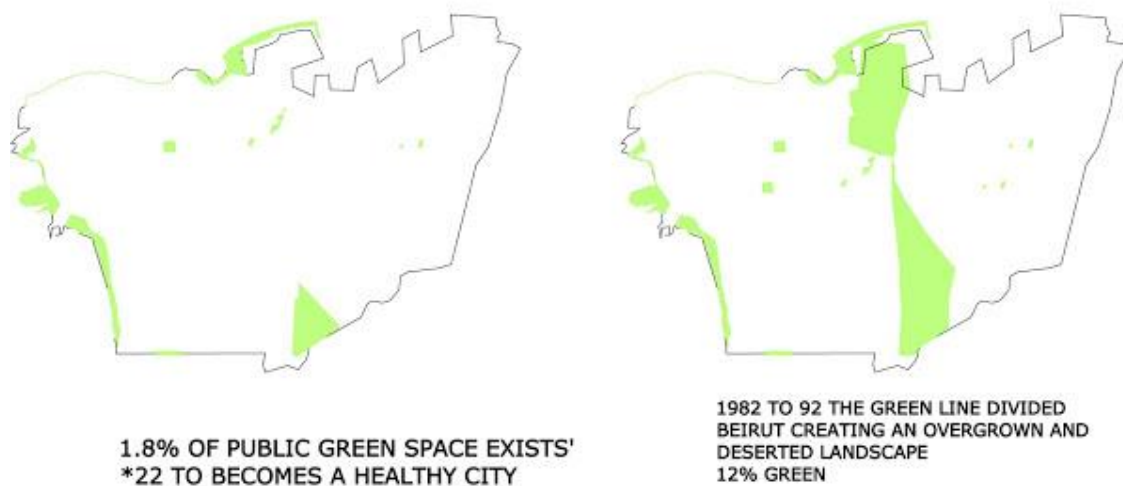 1.8% OF PUBLIC GREEN SPACE EXISTS'
*22 TO BECOMES A HEALTHY CITY
1982 TO 92 THE GREEN LINE DIVIDED
BEIRUT CREATING AN OVERGROWN AND
DESERTED LANDSCAPE
12% GREEN